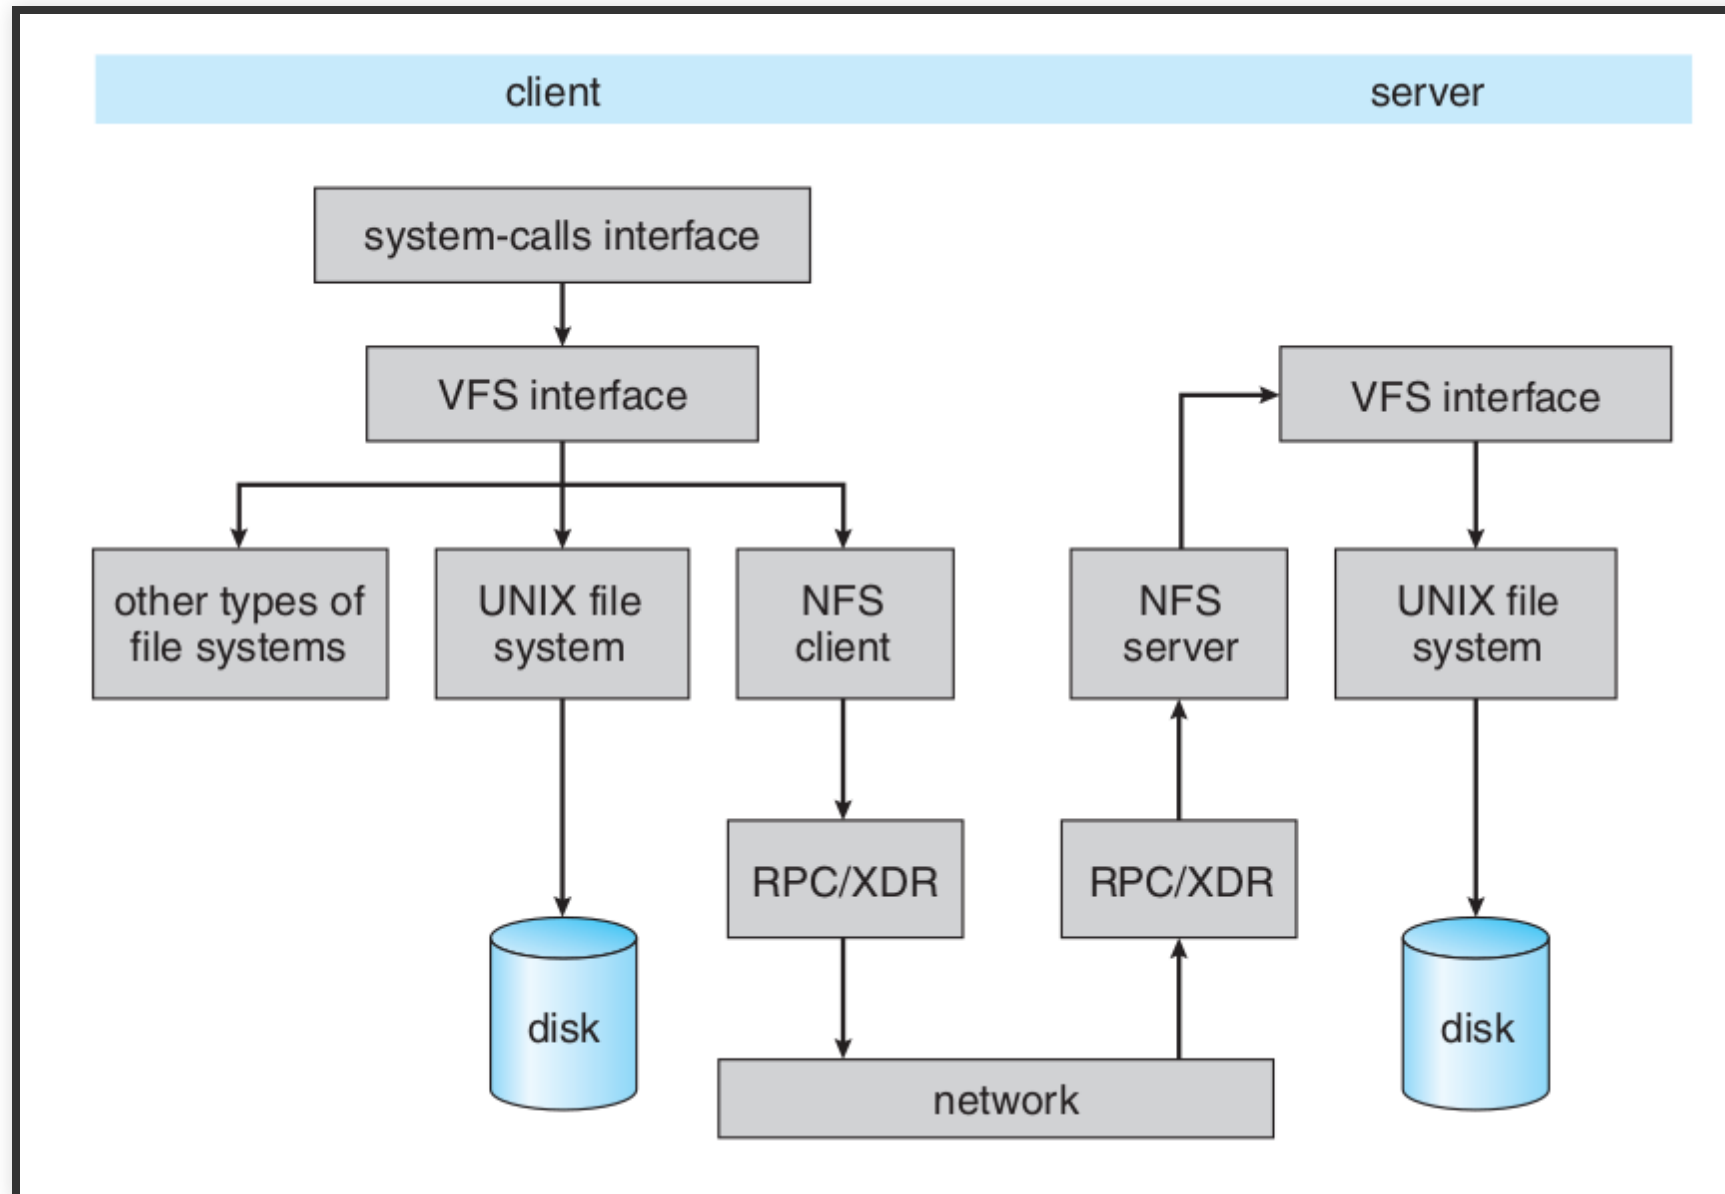 client
server
system-calls interface
VFS interface
VFS interface
other types of
file systems
UNIX file
system
NFS
client
NFS
server
UNIX file
system
RPC/XDR
RPC/XDR
disk
disk
network